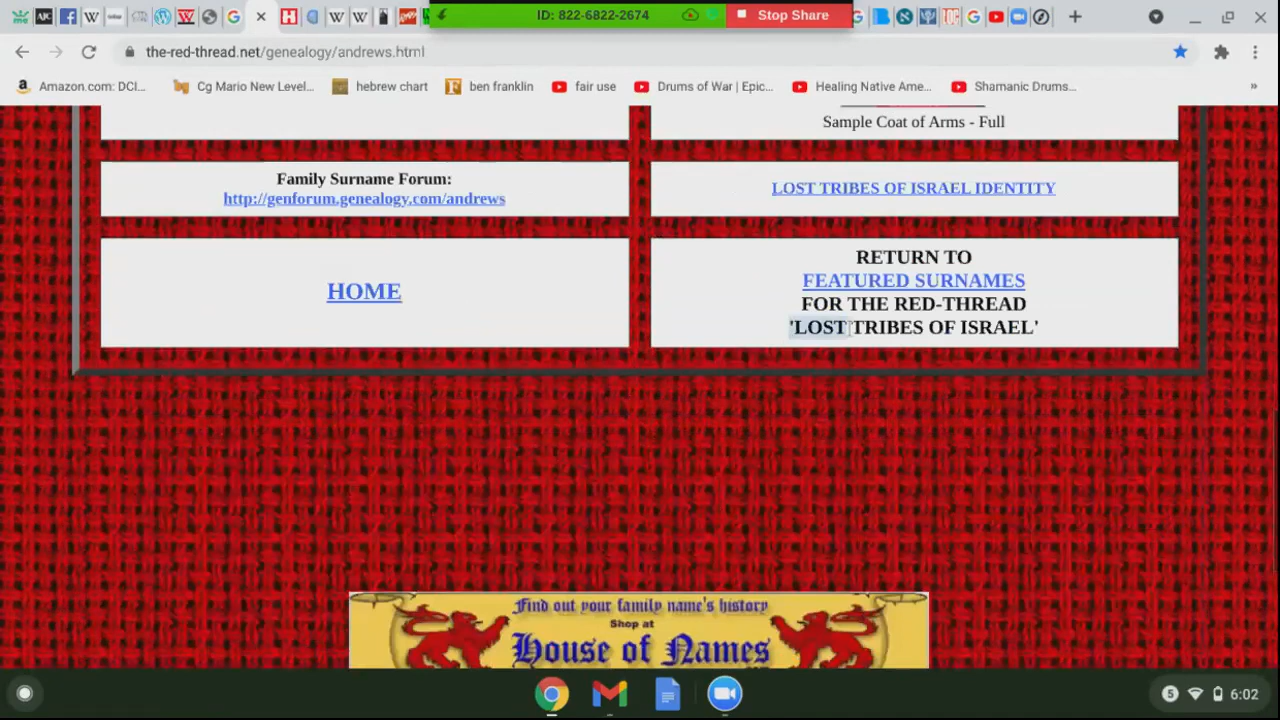 ID: 822-6822-2674
Stop Share
the-red-thread.net/genealogy/andrews.html
Amazon.com: DCI...
Cg Mario New Level...
hebrew chart
ben franklin
fair use
Drums of War | Epic...
Healing Native Ame...
Shamanic Drums...
»
Sample Coat of Arms - Full
Family Surname Forum:
http://genforum.genealogy.com/andrews
LOST TRIBES OF ISRAEL IDENTITY
HOME
RETURN TO
FEATURED SURNAMES
FOR THE RED-THREAD
'LOST TRIBES OF ISRAEL'
Find out your family name's history
Shop at
House of Names
5
6:02